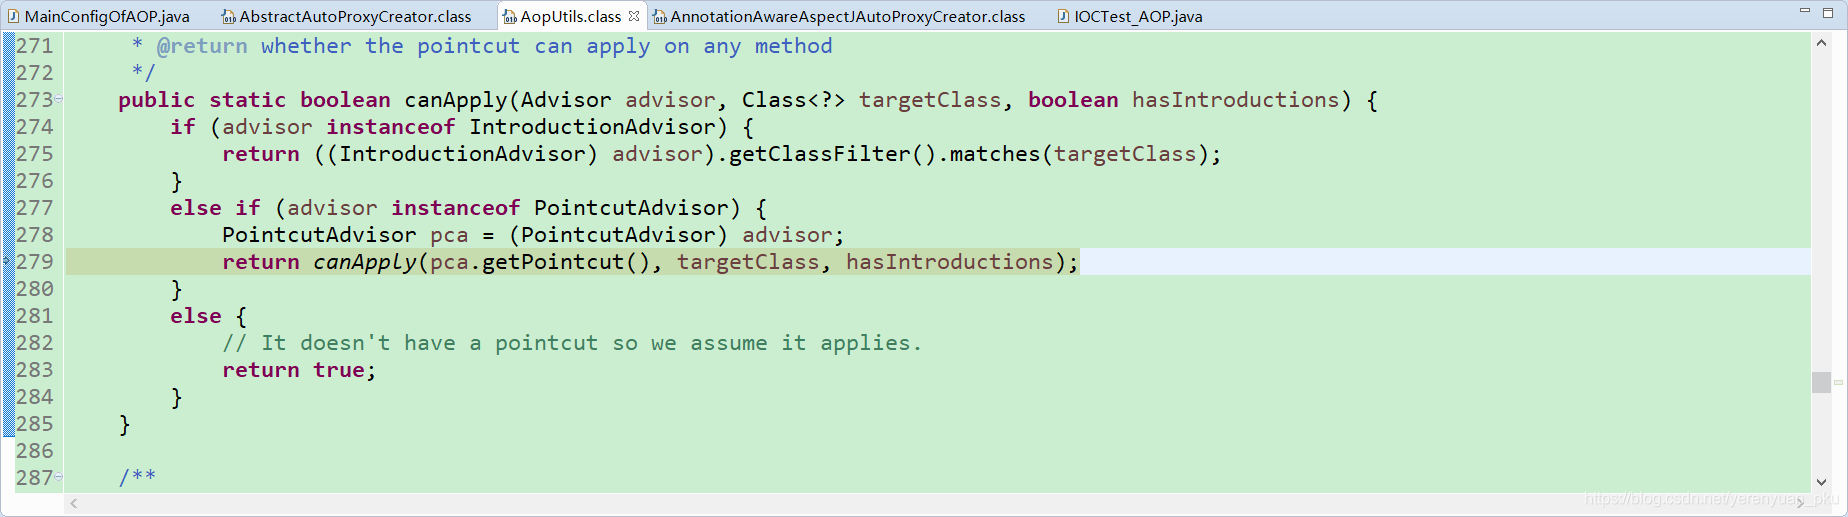 MainConfigOfAOP.java AbstractAutoProxyCreator.class AopUtils.class AnnotationAwareAspectJAutoProxyCreator.class IOCTest_AOP.java
271 * @return whether the pointcut can apply on any method
272 */
273 public static boolean canApply(Advisor advisor, Class<?> targetClass, boolean hasIntroductions) {
274 if (advisor instanceof IntroductionAdvisor) {
275 return ((IntroductionAdvisor) advisor).getClassFilter().matches(targetClass);
276 }
277 else if (advisor instanceof PointcutAdvisor) {
278 PointcutAdvisor pca = (PointcutAdvisor) advisor;
279 return canApply(pca.getPointcut(), targetClass, hasIntroductions);
280 }
281 else {
282 // It doesn't have a pointcut so we assume it applies.
283 return true;
284 }
285 }
286
287 /**
https://blog.csdn.net/yerenyuan_pku